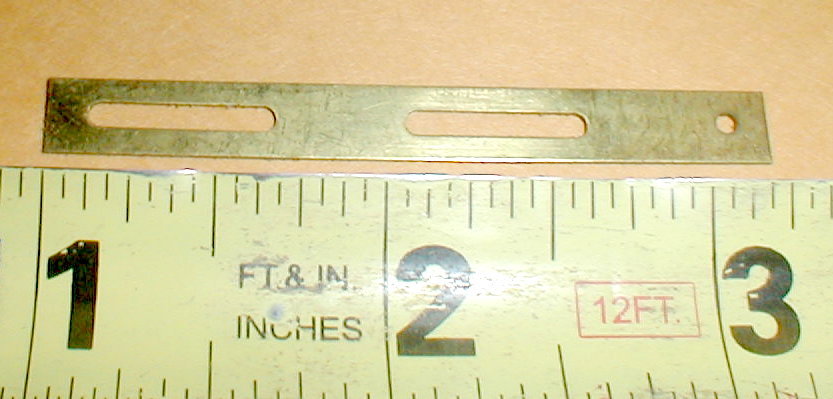 1 FT. & IN. 2 12FT. 3
INCHES